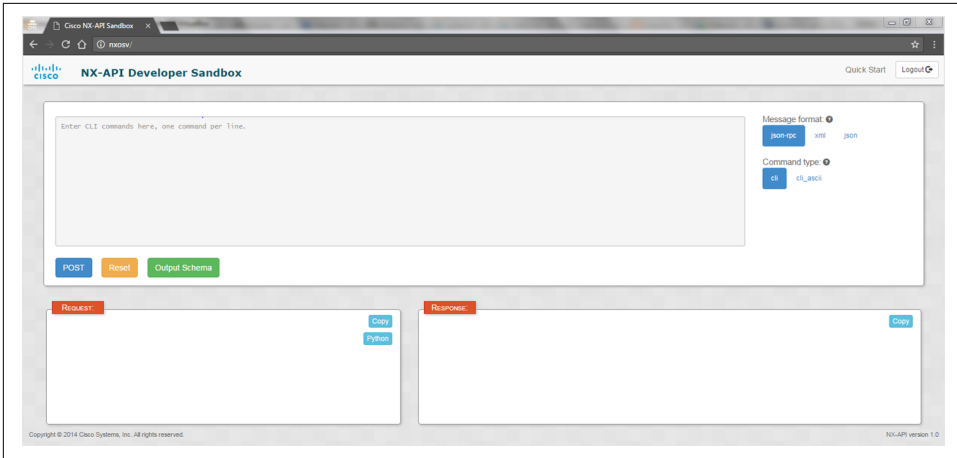 Cisco NX-API Sandbox
nxosv/
CISCO NX-API Developer Sandbox Quick Start Logout
Enter CLI commands here, one command per line.
Message format:
json-rpc xml json
Command type:
cli cli_ascii
POST Reset Output Schema
REQUEST:
Copy
Python
RESPONSE:
Copy
Copyright © 2014 Cisco Systems, Inc. All rights reserved. NX-API version 1.0